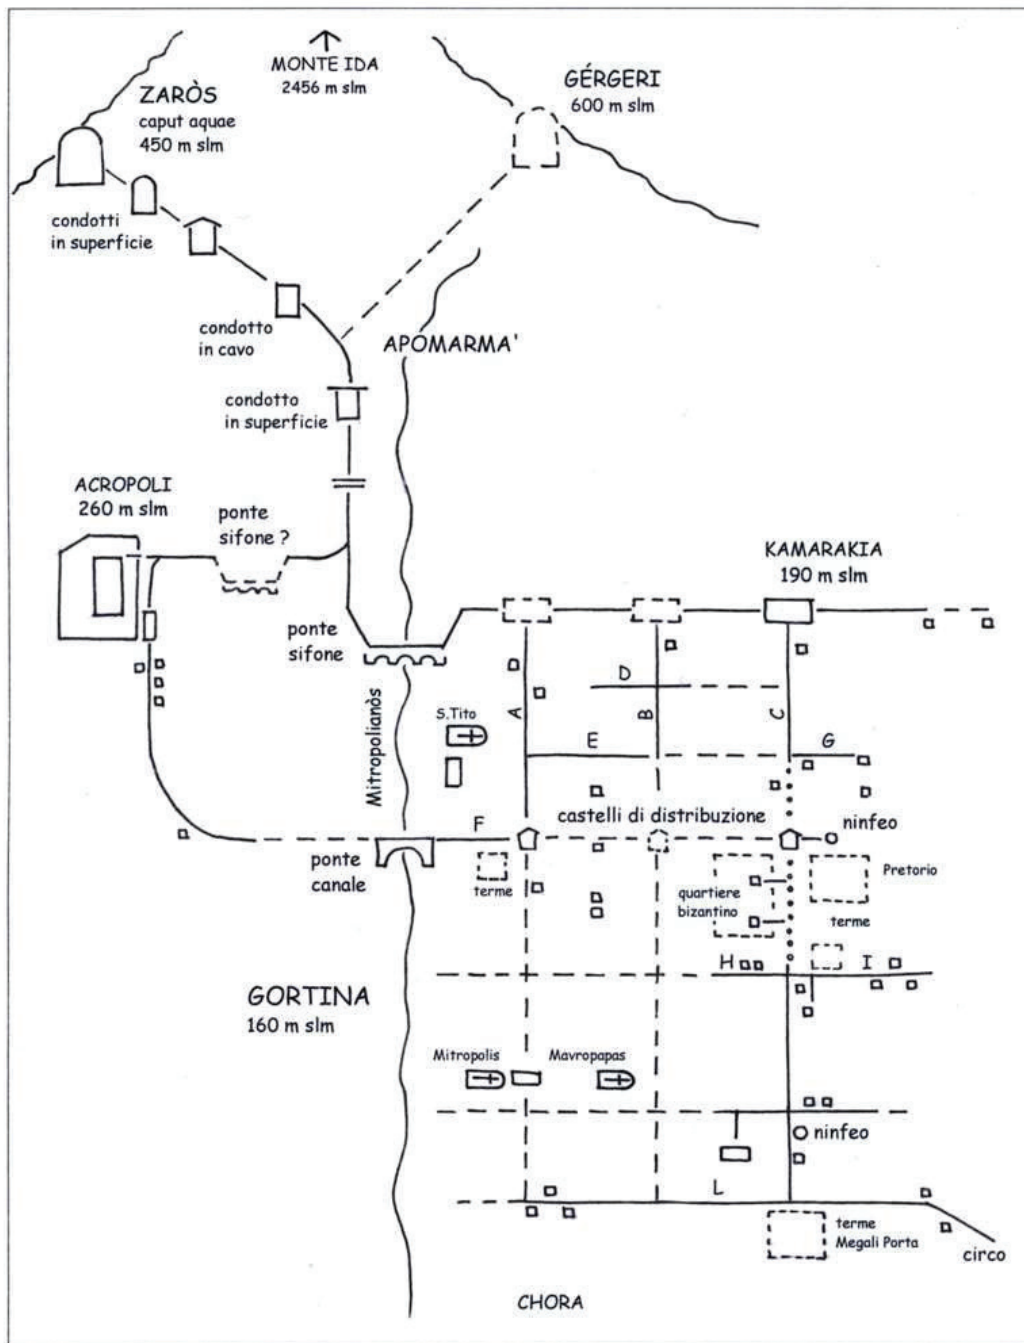 MONTE IDA
2456 m slm
ZARÒS
caput aquae
450 m slm
GÉRGERI
600 m slm
condotti
in superficie
condotto
in cavo
APOMARMA'
condotto
in superficie
ACROPOLI
260 m slm
ponte
sifone ?
KAMARAKIA
190 m slm
ponte
sifone
D
A
B
C
Mitropolianòs
S.Tito
E
G
F
castelli di distribuzione
ninfeo
ponte
canale
terme
quartiere
bizantino
Pretorio
terme
H
I
GORTINA
160 m slm
Mitropolis
Mavropapas
ninfeo
L
terme
Megali Porta
circo
CHORA